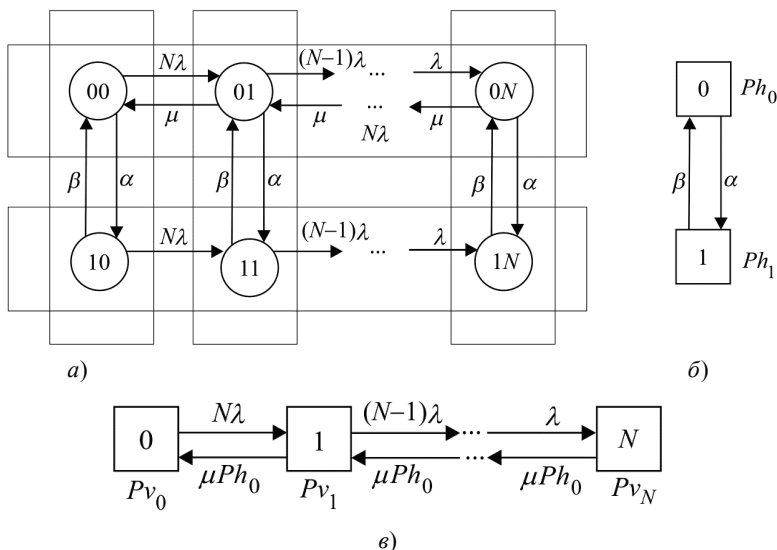 Nλ (N–1)λ ... λ
00 01 0N
μ μ ... μ
Nλ
β α β α β α
Nλ (N–1)λ λ
10 11 ... 1N
а)
0 Ph0
β α
1 Ph1
б)
Nλ (N–1)λ ... λ
0 1 N
μPh0 μPh0 ... μPh0
Pv0 Pv1 PvN
в)